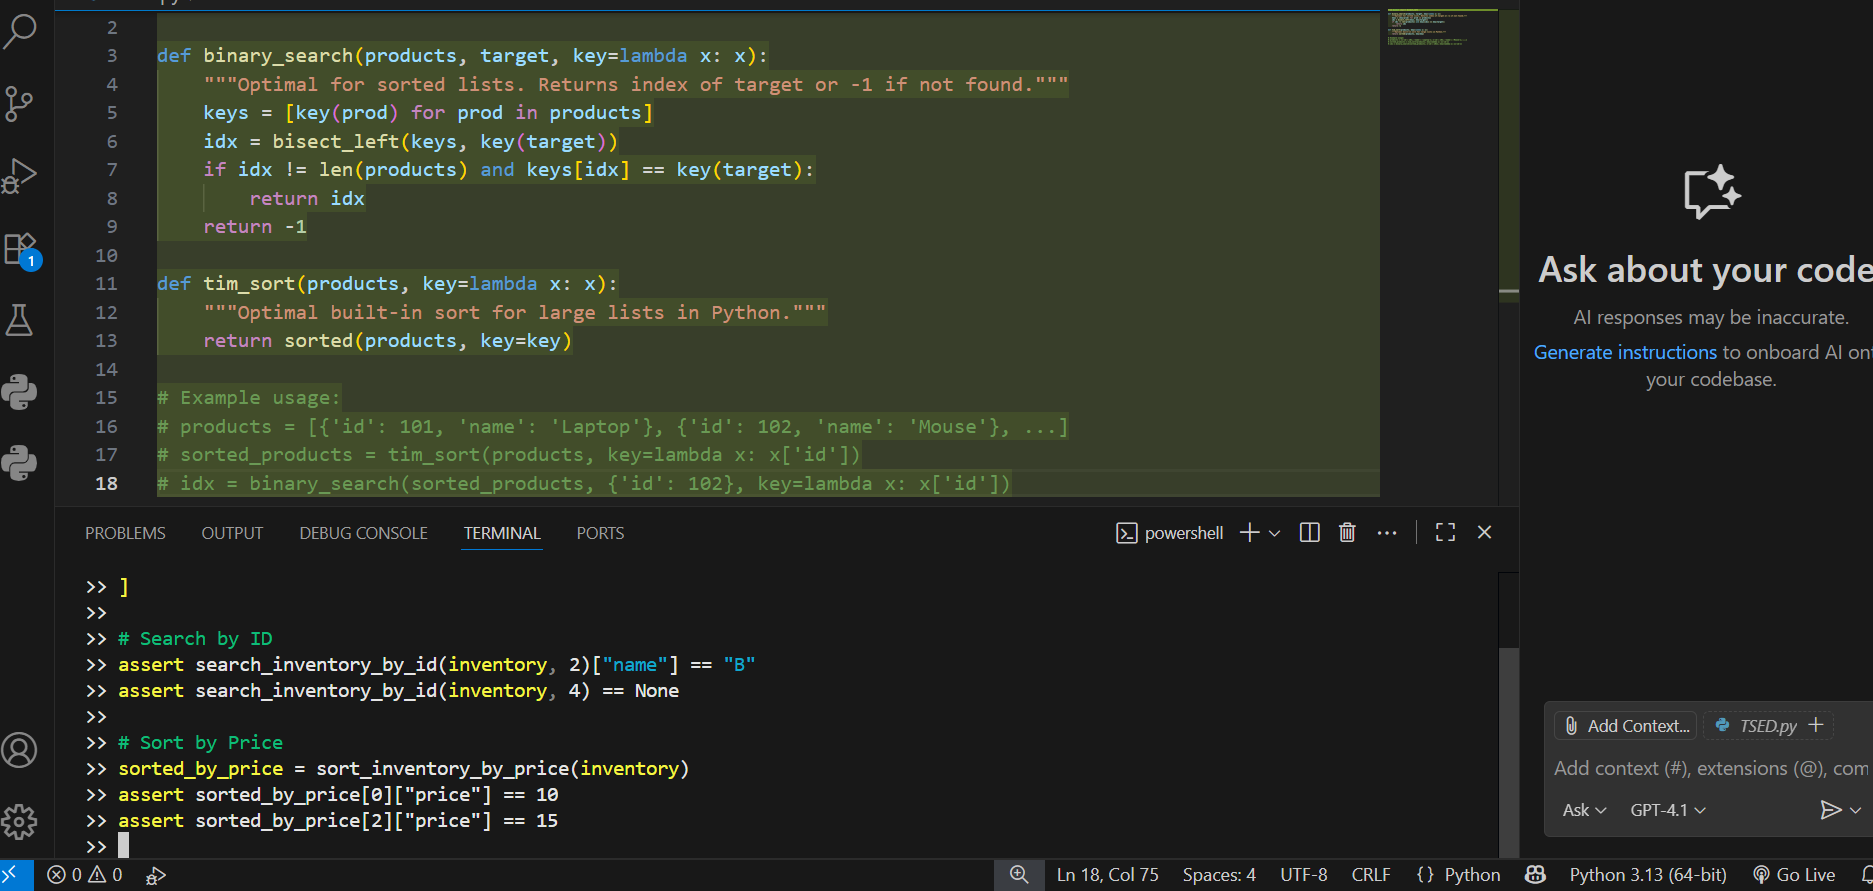 2
3 def binary_search(products, target, key=lambda x: x):
4 """Optimal for sorted lists. Returns index of target or -1 if not found."""
5 keys = [key(prod) for prod in products]
6 idx = bisect_left(keys, key(target))
7 if idx != len(products) and keys[idx] == key(target):
8 return idx
9 return -1
10
11 def tim_sort(products, key=lambda x: x):
12 """Optimal built-in sort for large lists in Python."""
13 return sorted(products, key=key)
14
15 # Example usage:
16 # products = [{'id': 101, 'name': 'Laptop'}, {'id': 102, 'name': 'Mouse'}, ...]
17 # sorted_products = tim_sort(products, key=lambda x: x['id'])
18 # idx = binary_search(sorted_products, {'id': 102}, key=lambda x: x['id'])
1
Ask about your code
AI responses may be inaccurate.
Generate instructions to onboard AI ont
your codebase.
PROBLEMS OUTPUT DEBUG CONSOLE TERMINAL PORTS powershell
>> ]
>>
>> # Search by ID
>> assert search_inventory_by_id(inventory, 2)["name"] == "B"
>> assert search_inventory_by_id(inventory, 4) == None
>>
>> # Sort by Price
>> sorted_by_price = sort_inventory_by_price(inventory)
>> assert sorted_by_price[0]["price"] == 10
>> assert sorted_by_price[2]["price"] == 15
>>
Add Context... TSED.py
Add context (#), extensions (@), com
Ask GPT-4.1
0 0 Ln 18, Col 75 Spaces: 4 UTF-8 CRLF {} Python Python 3.13 (64-bit) Go Live